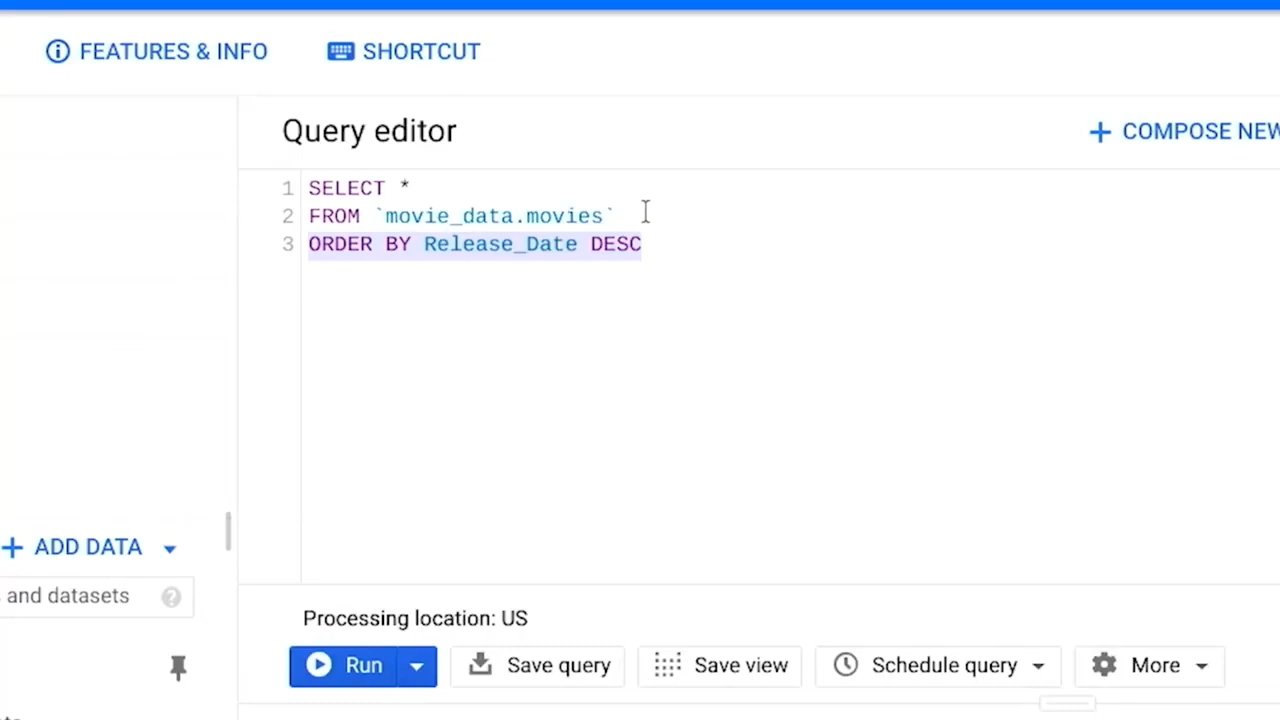 FEATURES & INFO SHORTCUT
Query editor
COMPOSE NEW
1 SELECT *
2 FROM `movie_data.movies`
3 ORDER BY Release_Date DESC
ADD DATA
and datasets
Processing location: US
Run Save query Save view Schedule query More